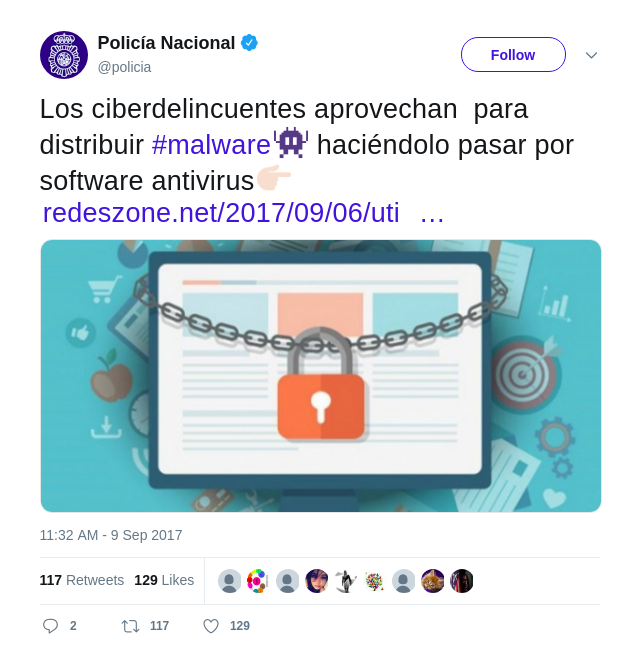 Policía Nacional
@policia
Follow
Los ciberdelincuentes aprovechan para
distribuir #malware haciéndolo pasar por
software antivirus
redeszone.net/2017/09/06/uti …
11:32 AM - 9 Sep 2017
117 Retweets 129 Likes
2 117 129